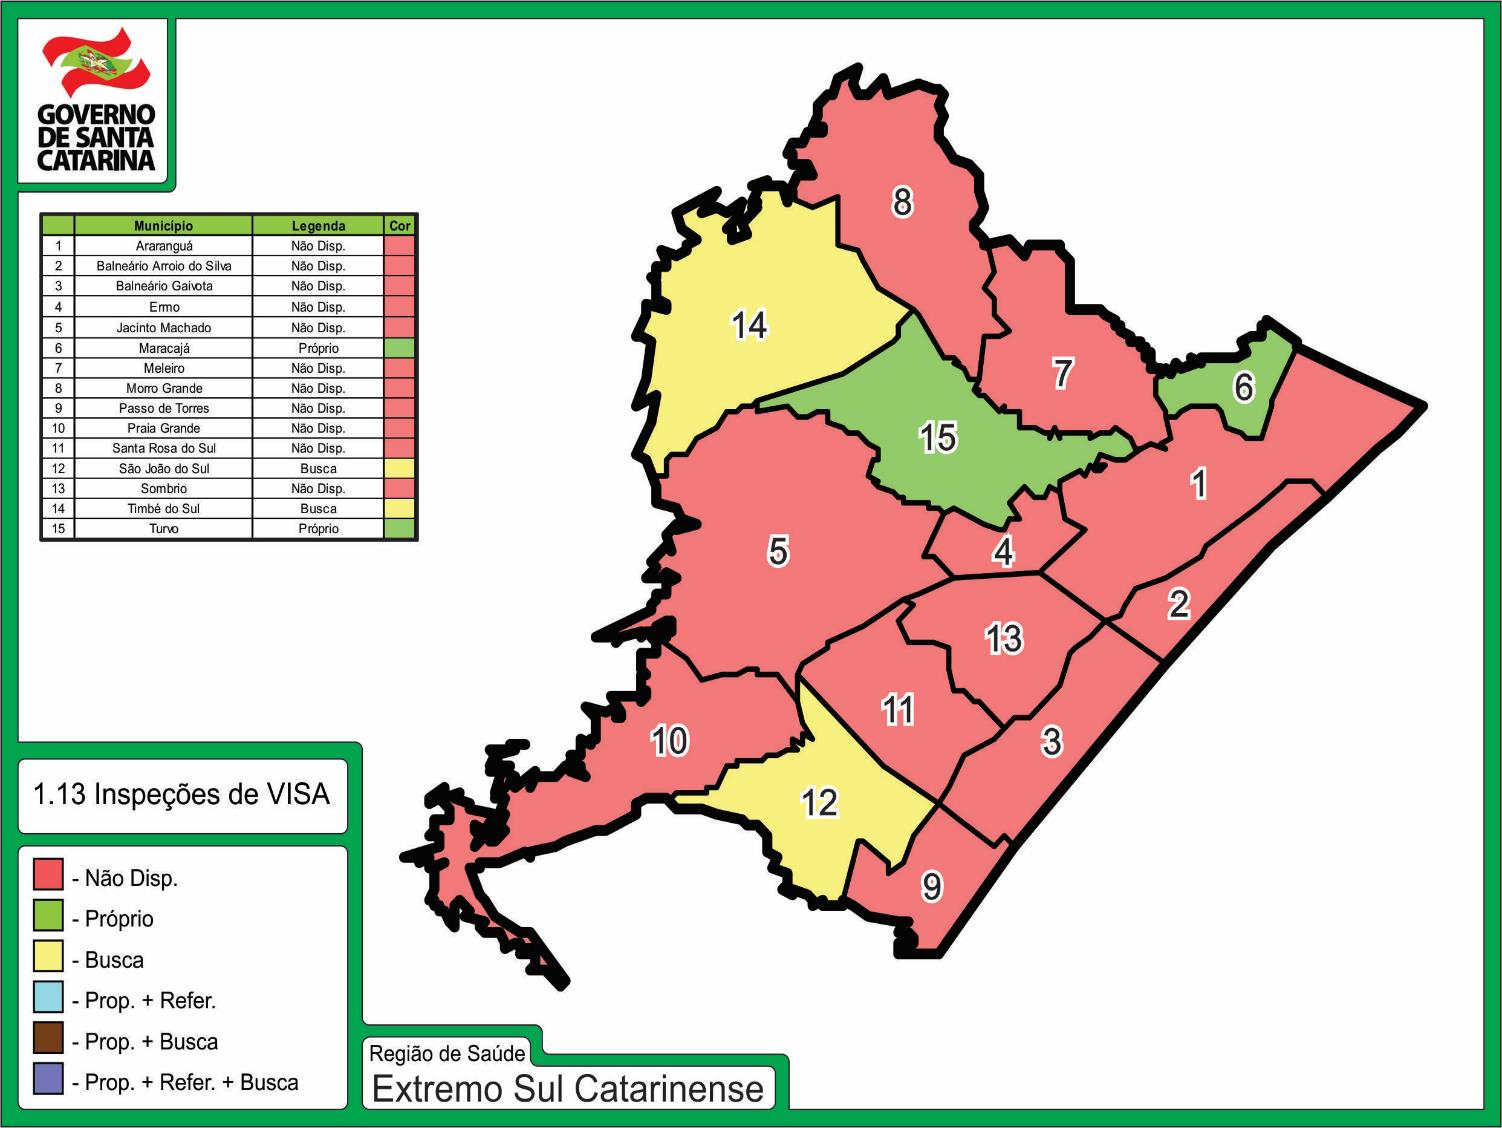 GOVERNO
DE SANTA
CATARINA
Município Legenda Cor
1 Araranguá Não Disp.
2 Balneário Arroio do Silva Não Disp.
3 Balneário Gaivota Não Disp.
4 Ermo Não Disp.
5 Jacinto Machado Não Disp.
6 Maracajá Próprio
7 Meleiro Não Disp.
8 Morro Grande Não Disp.
9 Passo de Torres Não Disp.
10 Praia Grande Não Disp.
11 Santa Rosa do Sul Não Disp.
12 São João do Sul Busca
13 Sombrio Não Disp.
14 Timbé do Sul Busca
15 Turvo Próprio
8
14
7
6
15
1
5
4
2
13
11
10
3
12
9
1.13 Inspeções de VISA
- Não Disp.
- Próprio
- Busca
- Prop. + Refer.
- Prop. + Busca
- Prop. + Refer. + Busca
Região de Saúde
Extremo Sul Catarinense